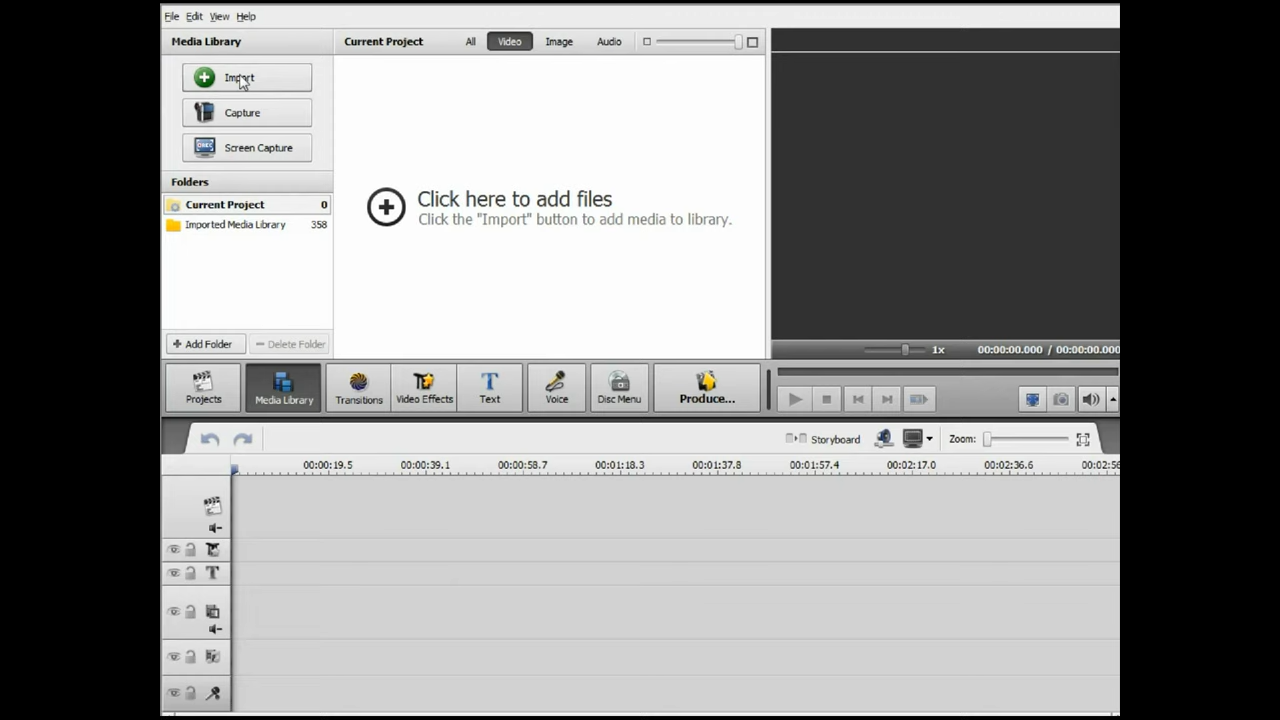 File Edit View Help
Media Library
Current Project All Video Image Audio
Import
Capture
Screen Capture
Folders
Current Project 0
Imported Media Library 358
Click here to add files
Click the "Import" button to add media to library.
+ Add Folder − Delete Folder
1x 00:00:00.000 / 00:00:00.000
Projects Media Library Transitions Video Effects Text Voice Disc Menu Produce...
Storyboard Zoom:
00:00:19.5 00:00:39.1 00:00:58.7 00:01:18.3 00:01:37.8 00:01:57.4 00:02:17.0 00:02:36.6 00:02:56